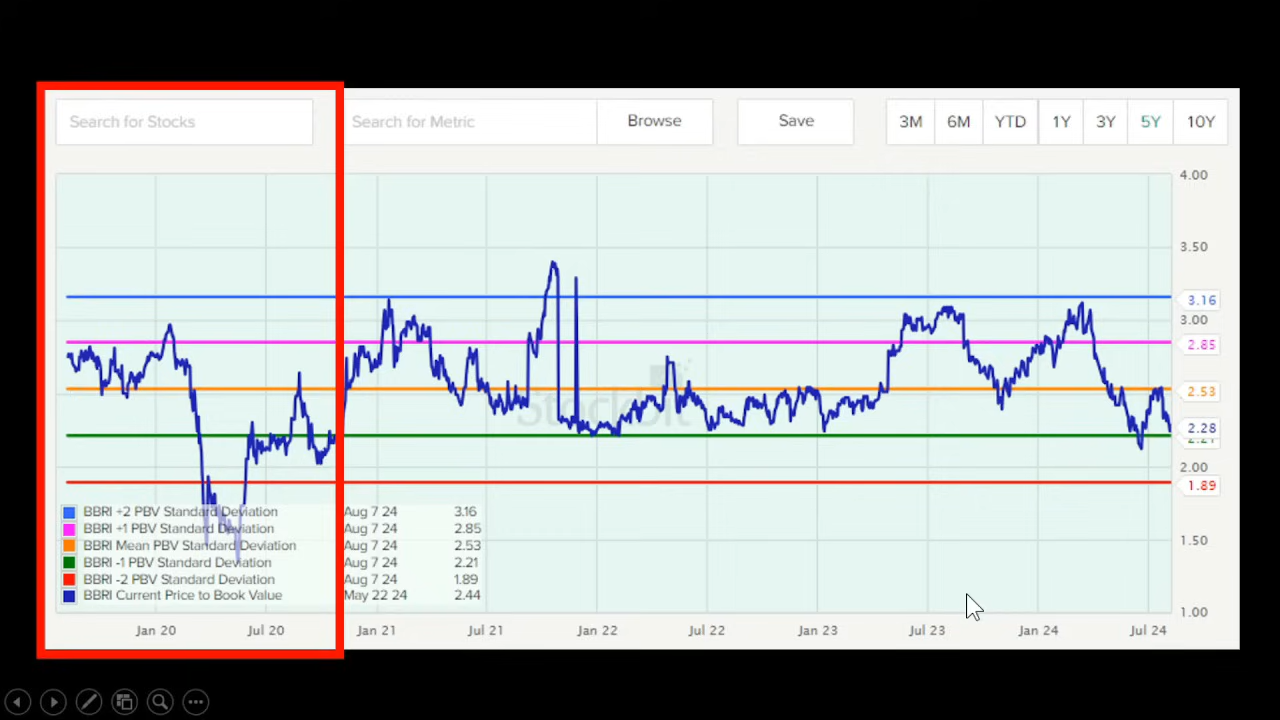 Search for Stocks Search for Metric Browse Save 3M 6M YTD 1Y 3Y 5Y 10Y
4.00
3.50
3.16
3.00
2.85
2.53
2.28
2.21
2.00
1.89
1.50
1.00
Stockbit
BBRI +2 PBV Standard Deviation Aug 7 24 3.16
BBRI +1 PBV Standard Deviation Aug 7 24 2.85
BBRI Mean PBV Standard Deviation Aug 7 24 2.53
BBRI -1 PBV Standard Deviation Aug 7 24 2.21
BBRI -2 PBV Standard Deviation Aug 7 24 1.89
BBRI Current Price to Book Value May 22 24 2.44
Jan 20 Jul 20 Jan 21 Jul 21 Jan 22 Jul 22 Jan 23 Jul 23 Jan 24 Jul 24